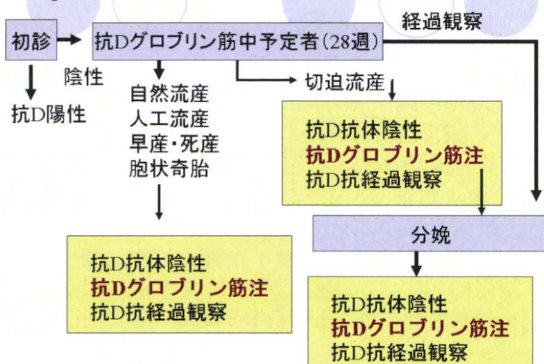 経過観察
初診
抗Dグロブリン筋中予定者（28週）
陰性
抗D陽性
自然流産
人工流産
早産・死産
胞状奇胎
切迫流産
抗D抗体陰性
抗Dグロブリン筋注
抗D抗経過観察
分娩
抗D抗体陰性
抗Dグロブリン筋注
抗D抗経過観察
抗D抗体陰性
抗Dグロブリン筋注
抗D抗経過観察